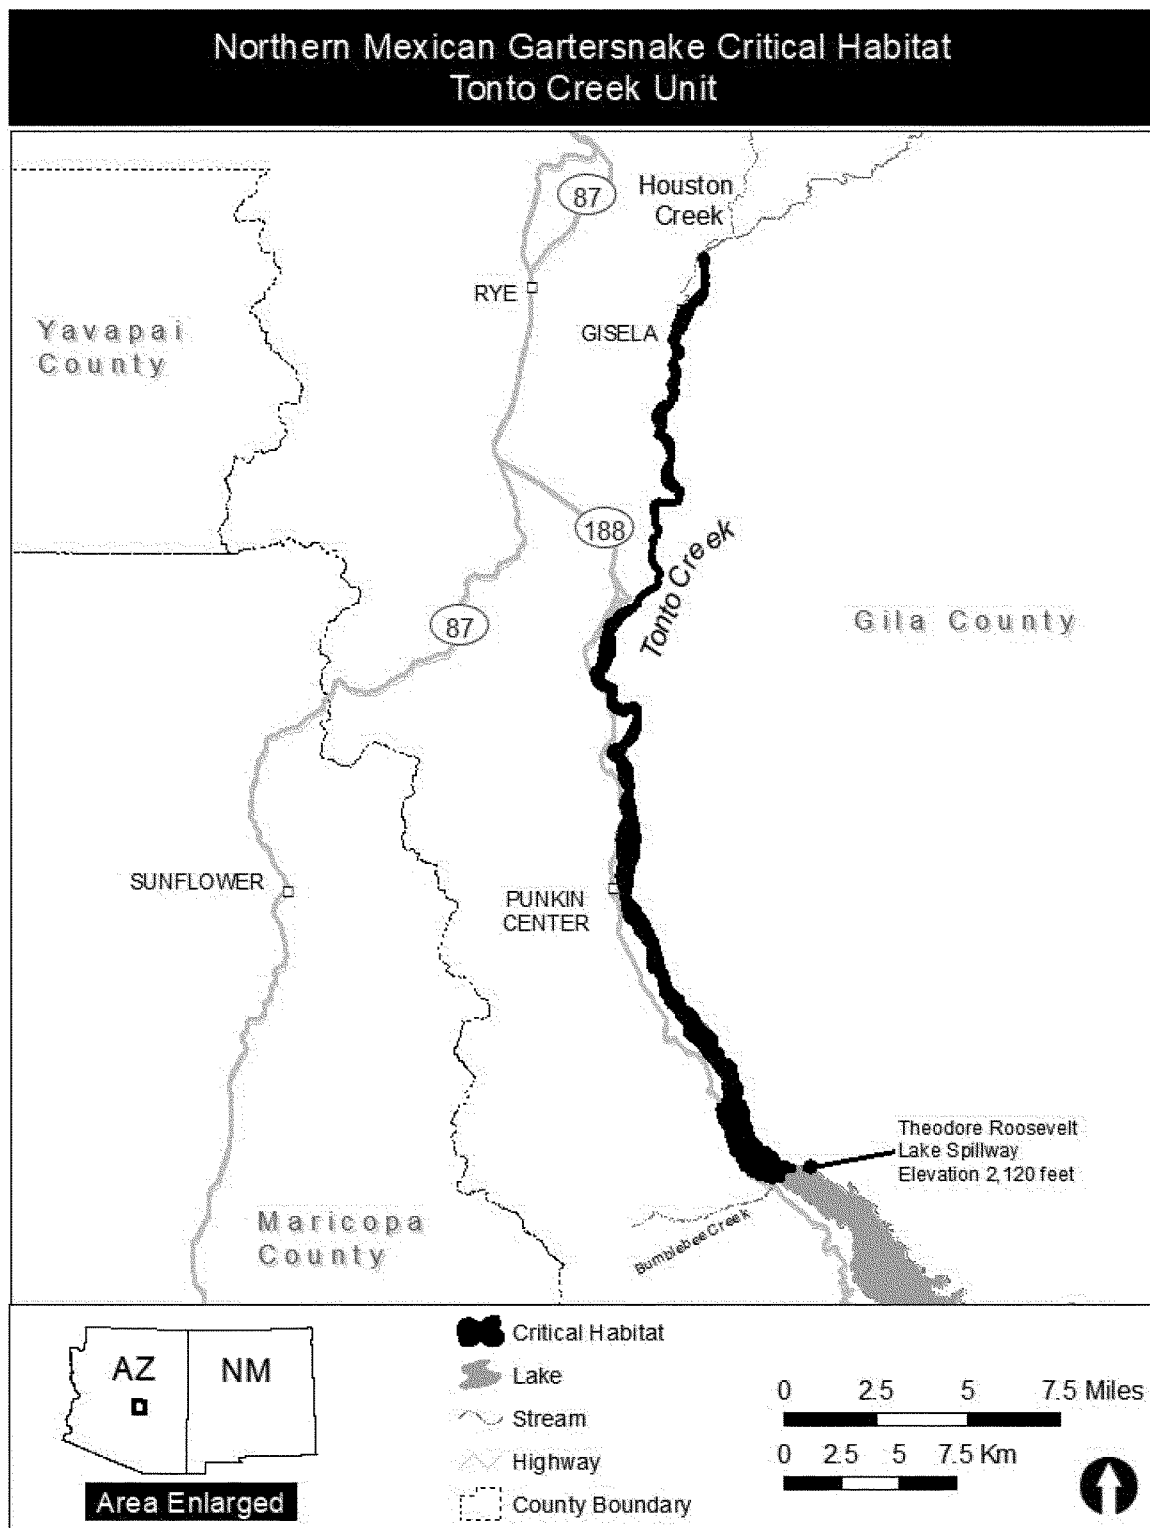 Northern Mexican Gartersnake Critical Habitat
Tonto Creek Unit
87
Houston
Creek
RYE
GISELA
Yavapai
County
188
Tonto Creek
87
Gila County
SUNFLOWER
PUNKIN
CENTER
Theodore Roosevelt
Lake Spillway
Elevation 2,120 feet
Maricopa
County
Bumblebee Creek
AZ
NM
Area Enlarged
Critical Habitat
Lake
Stream
Highway
County Boundary
0 2.5 5 7.5 Miles
0 2.5 5 7.5 Km